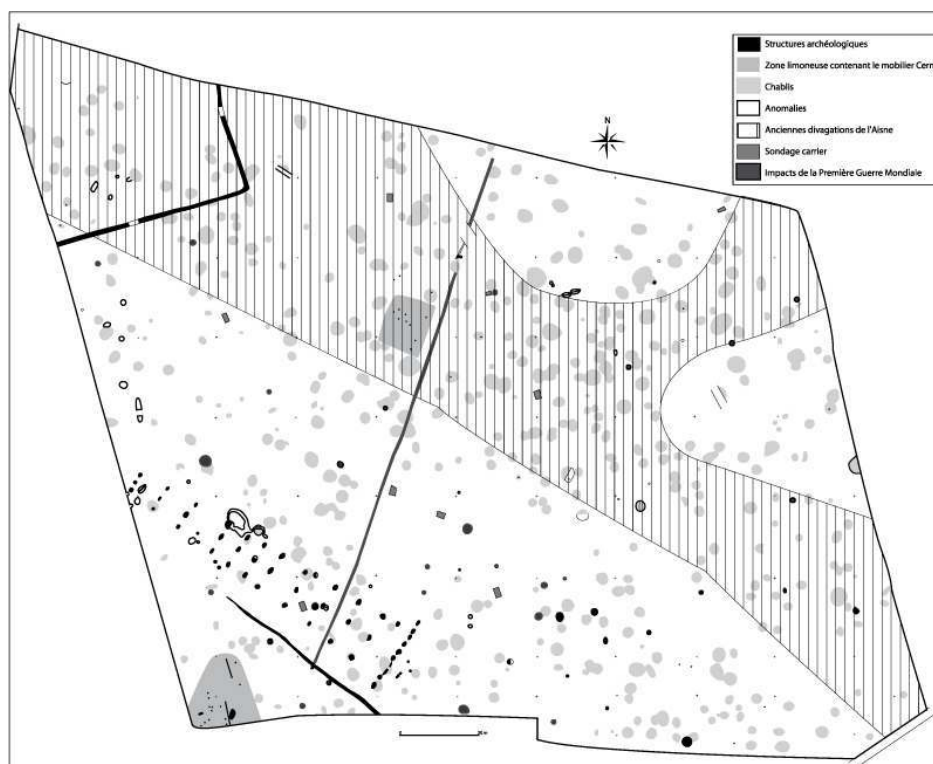 Structures archéologiques
Zone limoneuse contenant le mobilier Cerny
Chablis
N
Anomalies
Anciennes divagations de l'Aisne
Sondage carrier
Impacts de la Première Guerre Mondiale